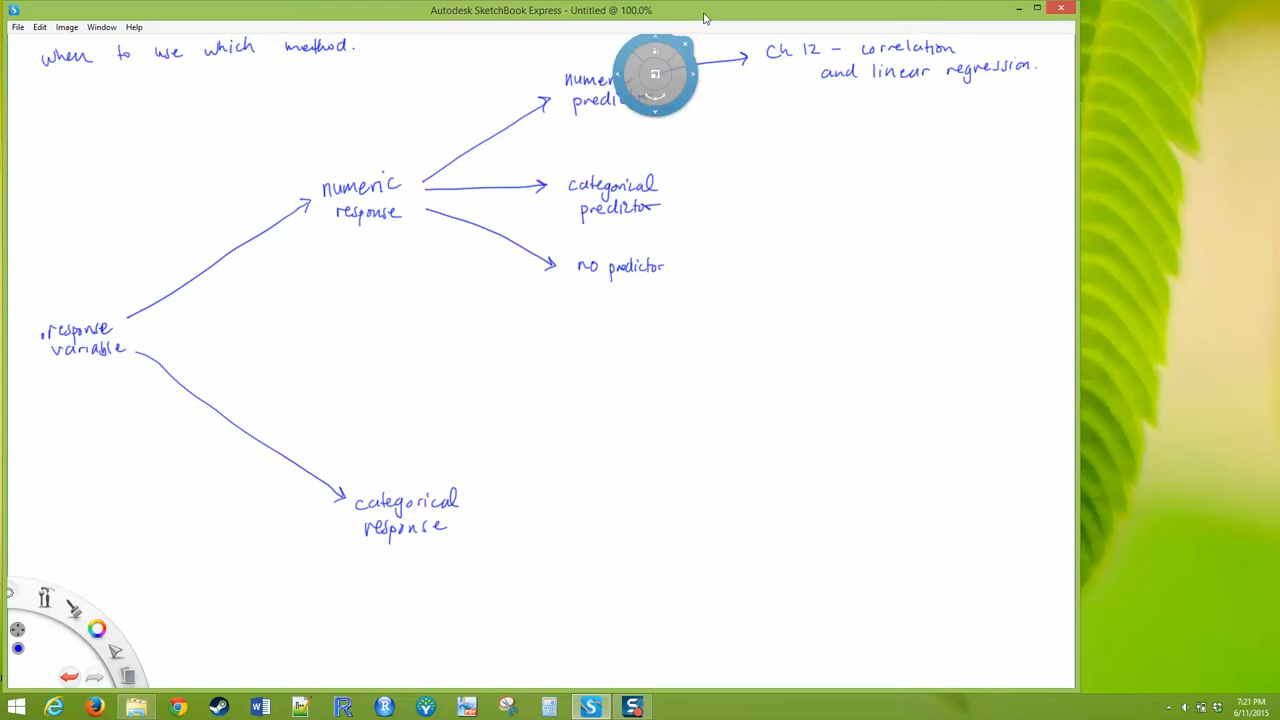 Autodesk SketchBook Express - Untitled @ 100.0%
File Edit Image Window Help
when to use which method.
Ch 12 - correlation
and linear regression.
numeric
response
categorical
predictor
no predictor
response
variable
categorical
response
7:21 PM
6/11/2015